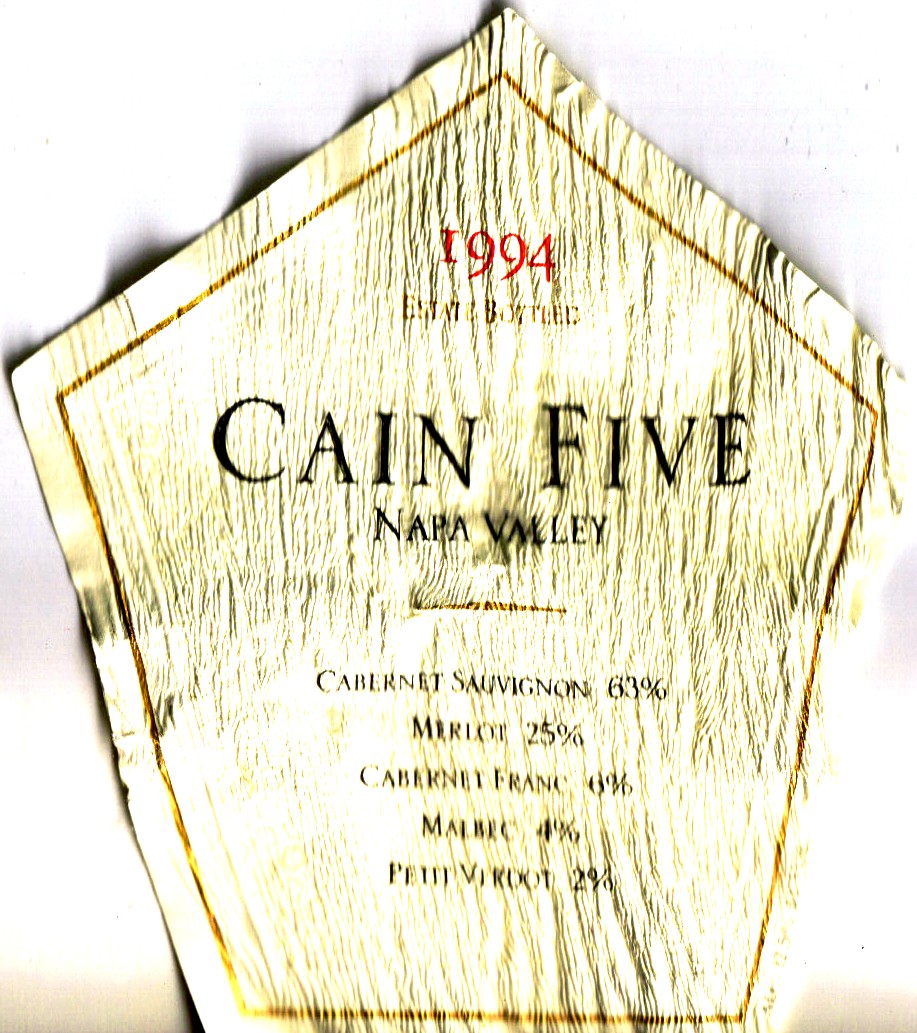 1994
ESTATE BOTTLED
CAIN FIVE
NAPA VALLEY
CABERNET SAUVIGNON 63%
MERLOT 25%
CABERNET FRANC 6%
MALBEC 4%
PETIT VERDOT 2%